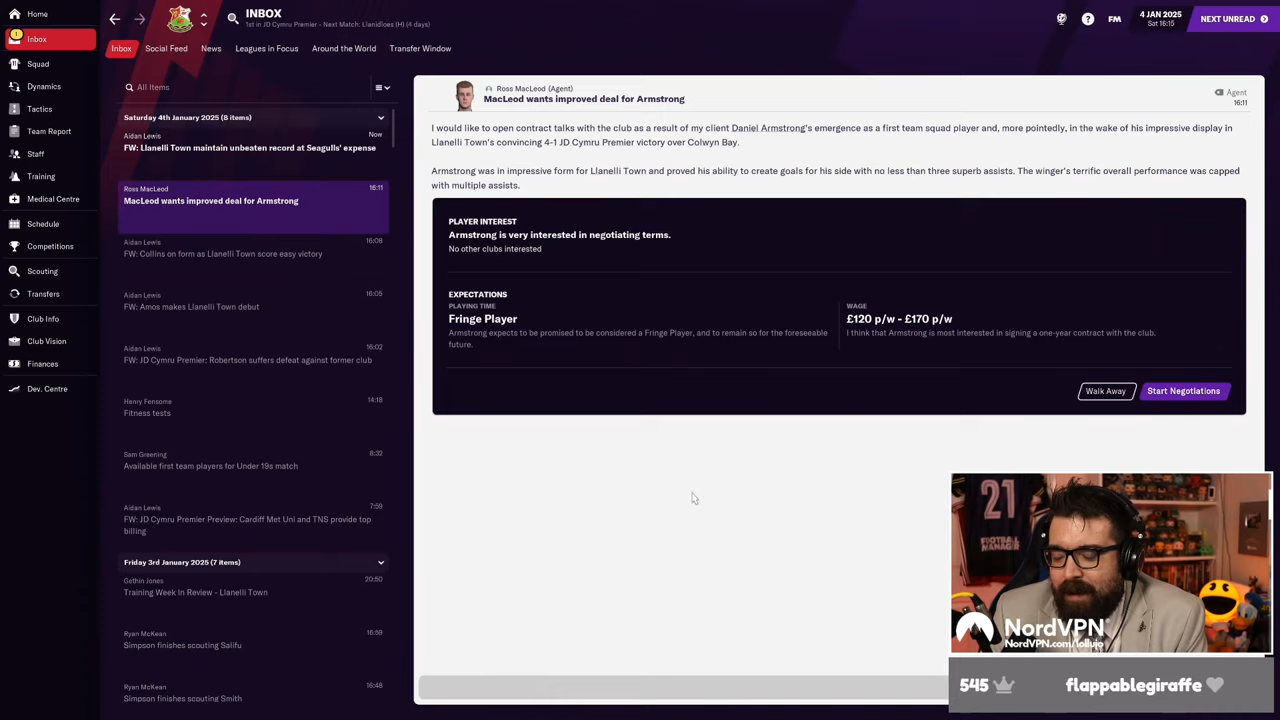 Home
Inbox
Squad
Dynamics
Tactics
Team Report
Staff
Training
Medical Centre
Schedule
Competitions
Scouting
Transfers
Club Info
Club Vision
Finances
Dev. Centre
INBOX
1st in JD Cymru Premier - Next Match: Llanidloes (H) (4 days)
FM
4 JAN 2025
Sat 16:15
NEXT UNREAD
Inbox
Social Feed
News
Leagues in Focus
Around the World
Transfer Window
All Items
Saturday 4th January 2025 (8 items)
Aidan Lewis
Now
FW: Llanelli Town maintain unbeaten record at Seagulls' expense
Ross MacLeod
16:11
MacLeod wants improved deal for Armstrong
Aidan Lewis
16:08
FW: Collins on form as Llanelli Town score easy victory
Aidan Lewis
16:05
FW: Amos makes Llanelli Town debut
Aidan Lewis
16:02
FW: JD Cymru Premier: Robertson suffers defeat against former club
Henry Fensome
14:18
Fitness tests
Sam Greening
8:32
Available first team players for Under 19s match
Aidan Lewis
7:59
FW: JD Cymru Premier Preview: Cardiff Met Uni and TNS provide top
billing
Friday 3rd January 2025 (7 items)
Gethin Jones
20:50
Training Week In Review - Llanelli Town
Ryan McKean
16:59
Simpson finishes scouting Salifu
Ryan McKean
16:48
Simpson finishes scouting Smith
Ross MacLeod (Agent)
MacLeod wants improved deal for Armstrong
Agent
16:11
I would like to open contract talks with the club as a result of my client Daniel Armstrong's emergence as a first team squad player and, more pointedly, in the wake of his impressive display in
Llanelli Town's convincing 4-1 JD Cymru Premier victory over Colwyn Bay.
Armstrong was in impressive form for Llanelli Town and proved his ability to create goals for his side with no less than three superb assists. The winger's terrific overall performance was capped
with multiple assists.
PLAYER INTEREST
Armstrong is very interested in negotiating terms.
No other clubs interested
EXPECTATIONS
PLAYING TIME
Fringe Player
Armstrong expects to be promised to be considered a Fringe Player, and to remain so for the foreseeable
future.
WAGE
£120 p/w - £170 p/w
I think that Armstrong is most interested in signing a one-year contract with the club.
Walk Away
Start Negotiations
21
FOOTBALL
MANAGER
NordVPN®
NordVPN.com/lollujo
545
flappablegiraffe